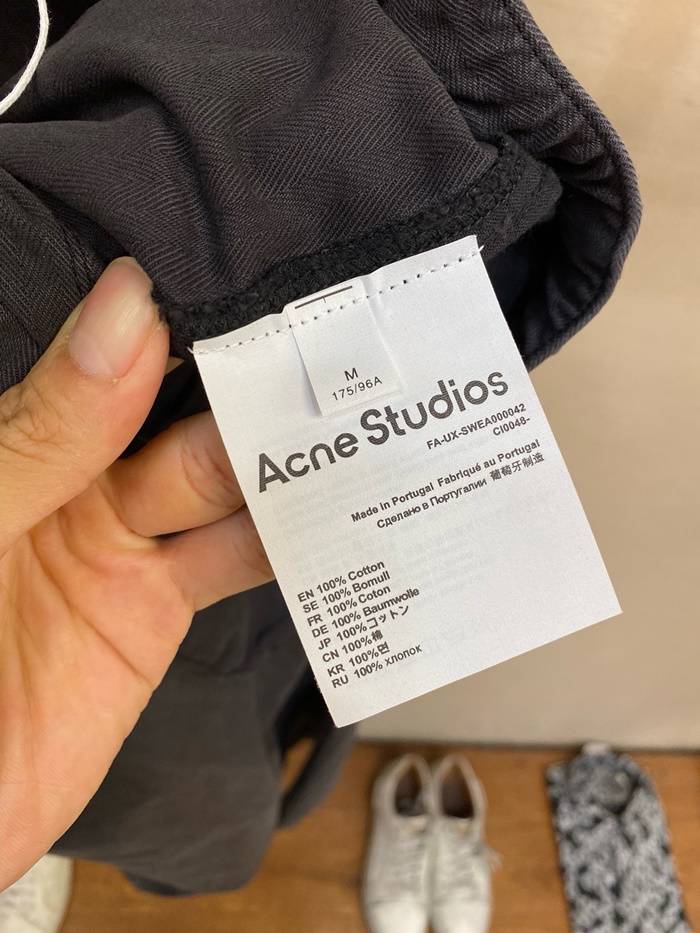 M
175/96A
Acne Studios
FA-UX-SWEA000042
CI0048-
Made in Portugal Fabriqué au Portugal
Сделано в Португалии 葡萄牙制造
EN 100% Cotton
SE 100% Bomull
FR 100% Coton
DE 100% Baumwolle
JP 100%コットン
CN 100%棉
KR 100%면
RU 100% хлопок